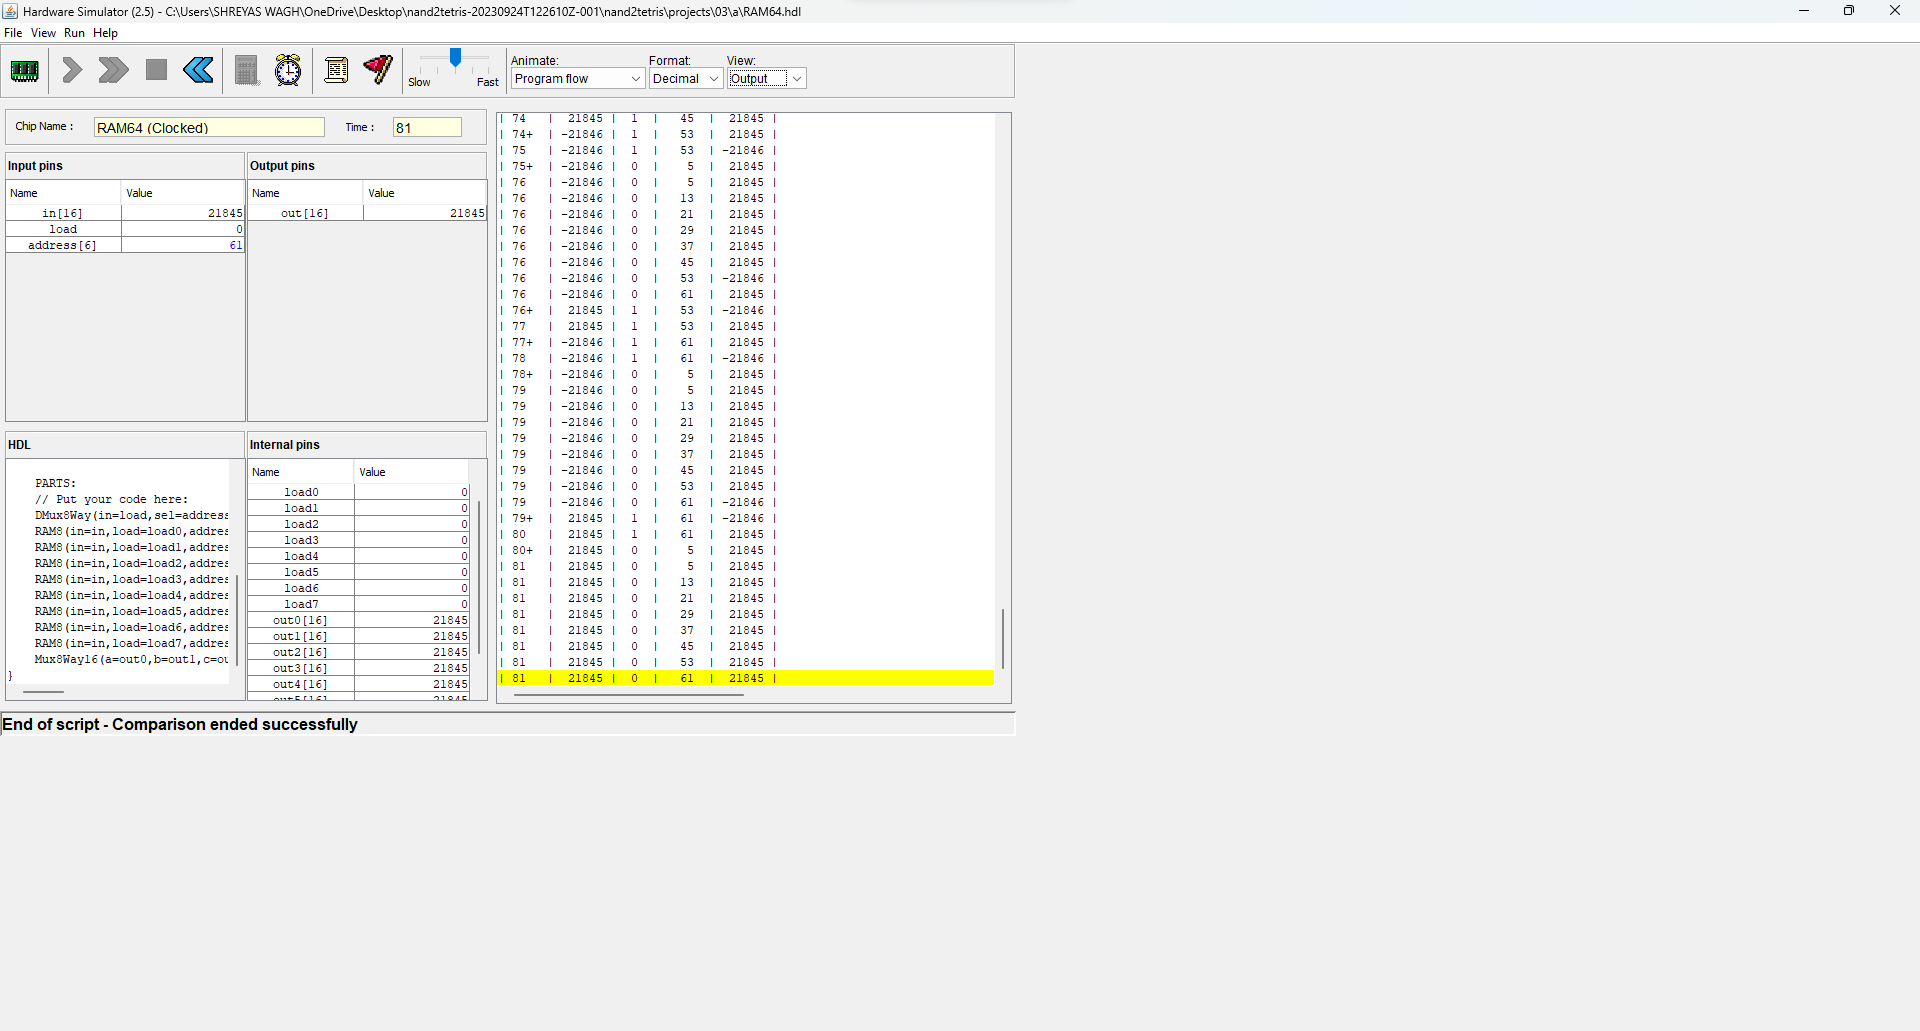 Hardware Simulator (2.5) - C:\Users\SHREYAS WAGH\OneDrive\Desktop\nand2tetris-20230924T122610Z-001\nand2tetris\projects\03\a\RAM64.hdl
File View Run Help
Slow Fast
Animate: Format: View:
Program flow Decimal Output
Chip Name : RAM64 (Clocked) Time : 81
Input pins
Name Value
in[16] 21845
load 0
address[6] 61
Output pins
Name Value
out[16] 21845
HDL
PARTS:
// Put your code here:
DMux8Way(in=load,sel=address
RAM8(in=in,load=load0,addres
RAM8(in=in,load=load1,addres
RAM8(in=in,load=load2,addres
RAM8(in=in,load=load3,addres
RAM8(in=in,load=load4,addres
RAM8(in=in,load=load5,addres
RAM8(in=in,load=load6,addres
RAM8(in=in,load=load7,addres
Mux8Way16(a=out0,b=out1,c=ou
}
Internal pins
Name Value
load0 0
load1 0
load2 0
load3 0
load4 0
load5 0
load6 0
load7 0
out0[16] 21845
out1[16] 21845
out2[16] 21845
out3[16] 21845
out4[16] 21845
out5[16] 21845
| 74 | 21845 | 1 | 45 | 21845 |
| 74+ | -21846 | 1 | 53 | 21845 |
| 75 | -21846 | 1 | 53 | -21846 |
| 75+ | -21846 | 0 | 5 | 21845 |
| 76 | -21846 | 0 | 5 | 21845 |
| 76 | -21846 | 0 | 13 | 21845 |
| 76 | -21846 | 0 | 21 | 21845 |
| 76 | -21846 | 0 | 29 | 21845 |
| 76 | -21846 | 0 | 37 | 21845 |
| 76 | -21846 | 0 | 45 | 21845 |
| 76 | -21846 | 0 | 53 | -21846 |
| 76 | -21846 | 0 | 61 | 21845 |
| 76+ | 21845 | 1 | 53 | -21846 |
| 77 | 21845 | 1 | 53 | 21845 |
| 77+ | -21846 | 1 | 61 | 21845 |
| 78 | -21846 | 1 | 61 | -21846 |
| 78+ | -21846 | 0 | 5 | 21845 |
| 79 | -21846 | 0 | 5 | 21845 |
| 79 | -21846 | 0 | 13 | 21845 |
| 79 | -21846 | 0 | 21 | 21845 |
| 79 | -21846 | 0 | 29 | 21845 |
| 79 | -21846 | 0 | 37 | 21845 |
| 79 | -21846 | 0 | 45 | 21845 |
| 79 | -21846 | 0 | 53 | 21845 |
| 79 | -21846 | 0 | 61 | -21846 |
| 79+ | 21845 | 1 | 61 | -21846 |
| 80 | 21845 | 1 | 61 | 21845 |
| 80+ | 21845 | 0 | 5 | 21845 |
| 81 | 21845 | 0 | 5 | 21845 |
| 81 | 21845 | 0 | 13 | 21845 |
| 81 | 21845 | 0 | 21 | 21845 |
| 81 | 21845 | 0 | 29 | 21845 |
| 81 | 21845 | 0 | 37 | 21845 |
| 81 | 21845 | 0 | 45 | 21845 |
| 81 | 21845 | 0 | 53 | 21845 |
| 81 | 21845 | 0 | 61 | 21845 |
End of script - Comparison ended successfully